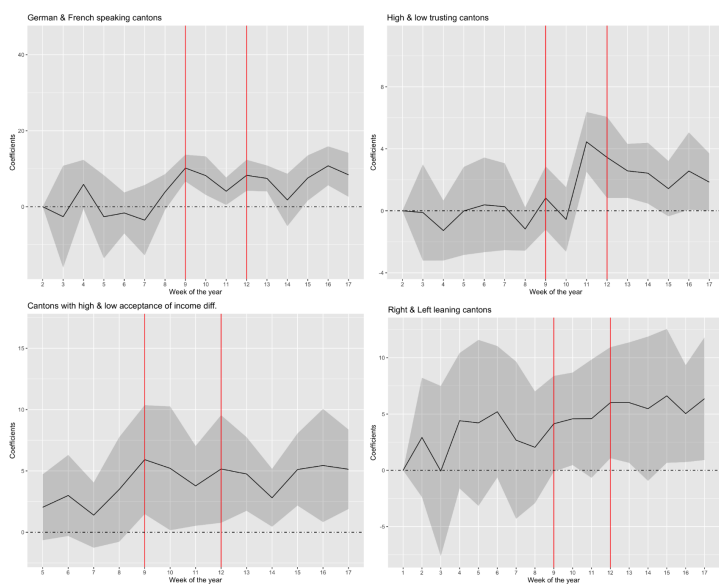 German & French speaking cantons
Coefficients
40
20
0
2 3 4 5 6 7 8 9 10 11 12 13 14 15 16 17
Week of the year
High & low trusting cantons
Coefficients
8
4
0
-4
2 3 4 5 6 7 8 9 10 11 12 13 14 15 16 17
Week of the year
Cantons with high & low acceptance of income diff.
Coefficients
15
10
5
0
5 6 7 8 9 10 11 12 13 14 15 16 17
Week of the year
Right & Left leaning cantons
Coefficients
10
5
0
-5
1 2 3 4 5 6 7 8 9 10 11 12 13 14 15 16 17
Week of the year